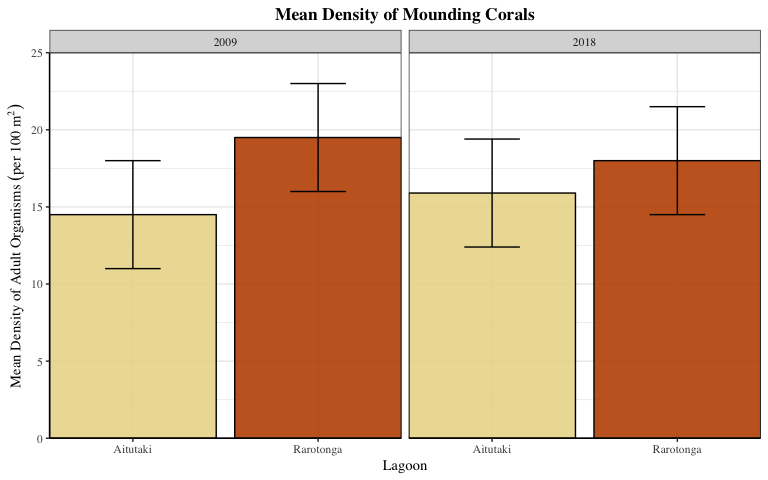 Mean Density of Mounding Corals
2009
2018
Mean Density of Adult Organisms (per 100 m²)
25
20
15
10
5
0
Aitutaki
Rarotonga
Aitutaki
Rarotonga
Lagoon